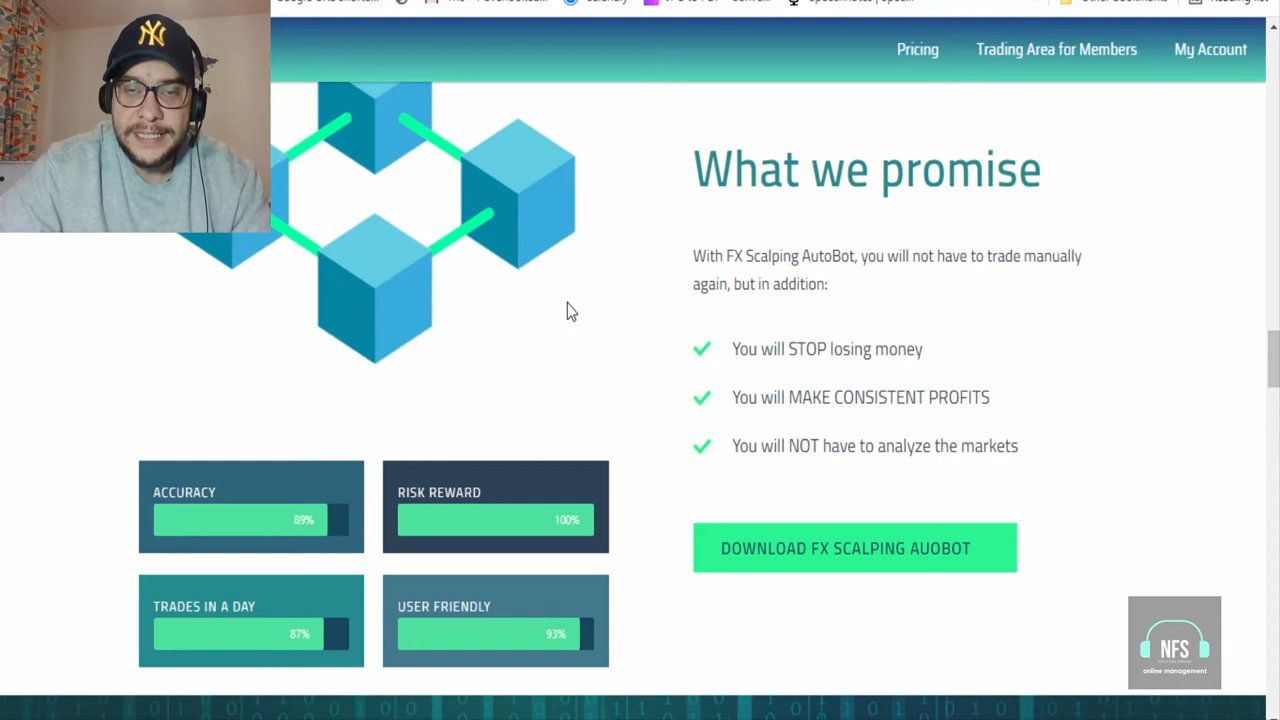 Pricing
Trading Area for Members
My Account
What we promise
With FX Scalping AutoBot, you will not have to trade manually
again, but in addition:
You will STOP losing money
You will MAKE CONSISTENT PROFITS
You will NOT have to analyze the markets
DOWNLOAD FX SCALPING AUOBOT
ACCURACY
89%
RISK REWARD
100%
TRADES IN A DAY
87%
USER FRIENDLY
93%
NFS
online management
NY